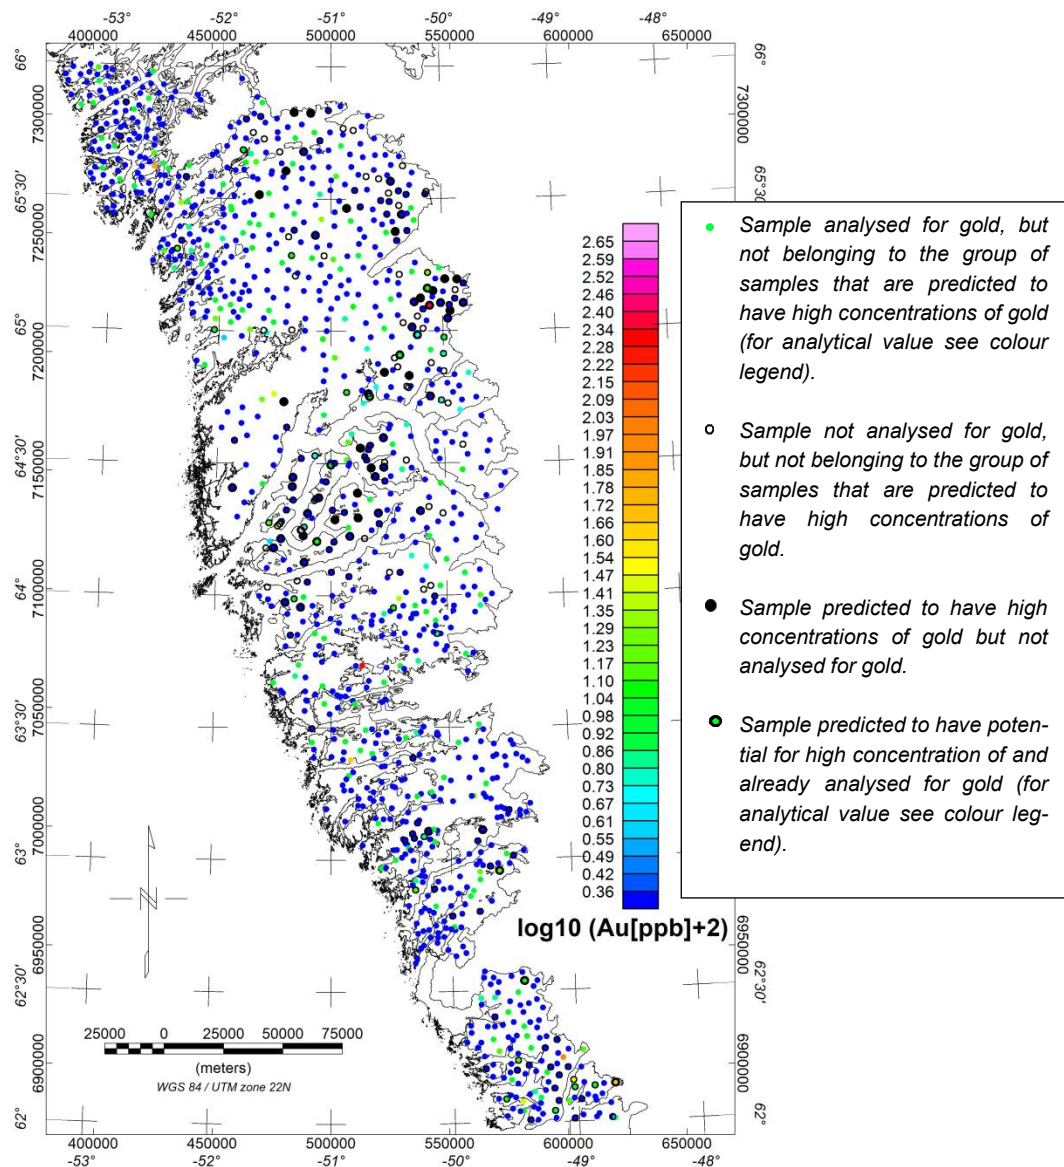 -53° -52° -51° -50° -49° -48°
400000 450000 500000 550000 600000 650000
66°
7300000
65°30'
7250000
65°
7200000
64°30'
7150000
64°
7100000
63°30'
7050000
63°
7000000
62°30'
6950000
62°
6900000
66°
7300000
65°30'
2.65
2.59
2.52
2.46
2.40
2.34
2.28
2.22
2.15
2.09
2.03
1.97
1.91
1.85
1.78
1.72
1.66
1.60
1.54
1.47
1.41
1.35
1.29
1.23
1.17
1.10
1.04
0.98
0.92
0.86
0.80
0.73
0.67
0.61
0.55
0.49
0.42
0.36
log10 (Au[ppb]+2)
6950000
62°30'
6900000
62°
25000 0 25000 50000 75000
(meters)
WGS 84 / UTM zone 22N
400000 450000 500000 550000 600000 650000
-53° -52° -51° -50° -49° -48°
Sample analysed for gold, but
not belonging to the group of
samples that are predicted to
have high concentrations of gold
(for analytical value see colour
legend).
Sample not analysed for gold,
but not belonging to the group of
samples that are predicted to
have high concentrations of
gold.
Sample predicted to have high
concentrations of gold but not
analysed for gold.
Sample predicted to have poten-
tial for high concentration of and
already analysed for gold (for
analytical value see colour leg-
end).